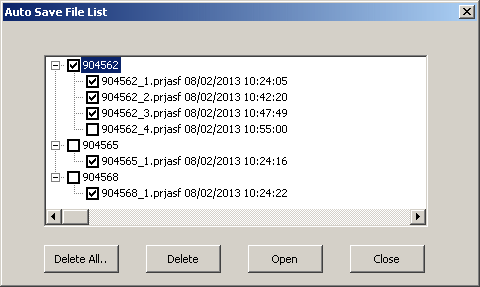 Auto Save File List
904562
904562_1.prjasf 08/02/2013 10:24:05
904562_2.prjasf 08/02/2013 10:42:20
904562_3.prjasf 08/02/2013 10:47:49
904562_4.prjasf 08/02/2013 10:55:00
904565
904565_1.prjasf 08/02/2013 10:24:16
904568
904568_1.prjasf 08/02/2013 10:24:22
Delete All.. Delete Open Close